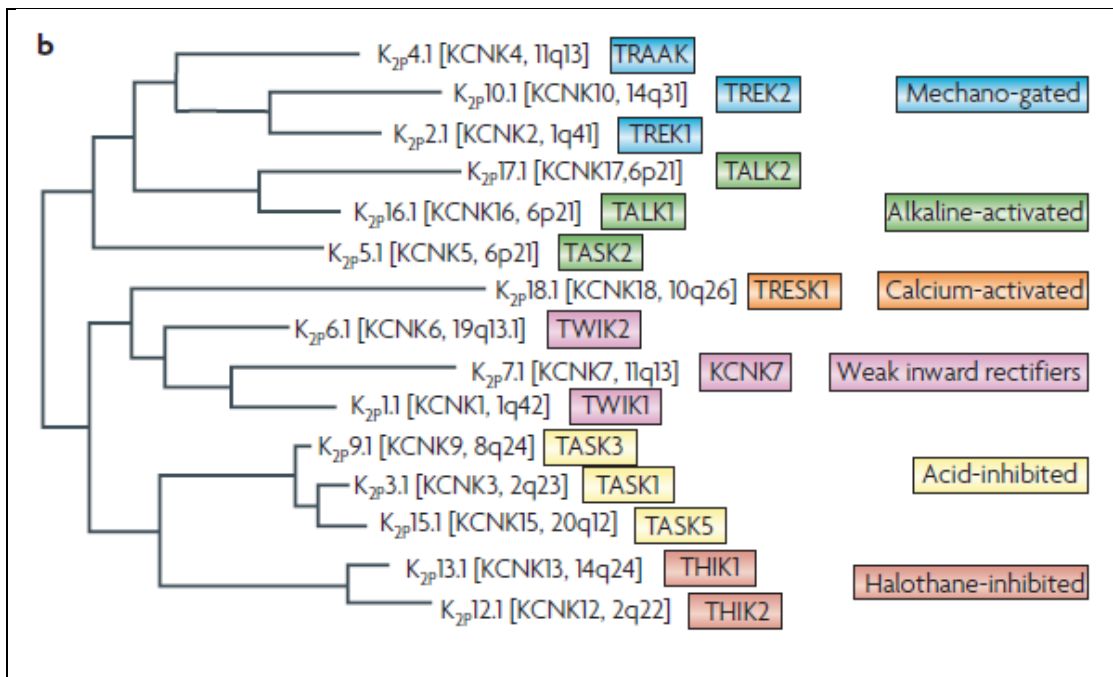 b
K2P4.1 [KCNK4, 11q13] TRAAK
K2P10.1 [KCNK10, 14q31] TREK2 Mechano-gated
K2P2.1 [KCNK2, 1q41] TREK1
K2P17.1 [KCNK17,6p21] TALK2
K2P16.1 [KCNK16, 6p21] TALK1 Alkaline-activated
K2P5.1 [KCNK5, 6p21] TASK2
K2P18.1 [KCNK18, 10q26] TRESK1 Calcium-activated
K2P6.1 [KCNK6, 19q13.1] TWIK2
K2P7.1 [KCNK7, 11q13] KCNK7 Weak inward rectifiers
K2P1.1 [KCNK1, 1q42] TWIK1
K2P9.1 [KCNK9, 8q24] TASK3
K2P3.1 [KCNK3, 2q23] TASK1 Acid-inhibited
K2P15.1 [KCNK15, 20q12] TASK5
K2P13.1 [KCNK13, 14q24] THIK1
Halothane-inhibited
K2P12.1 [KCNK12, 2q22] THIK2